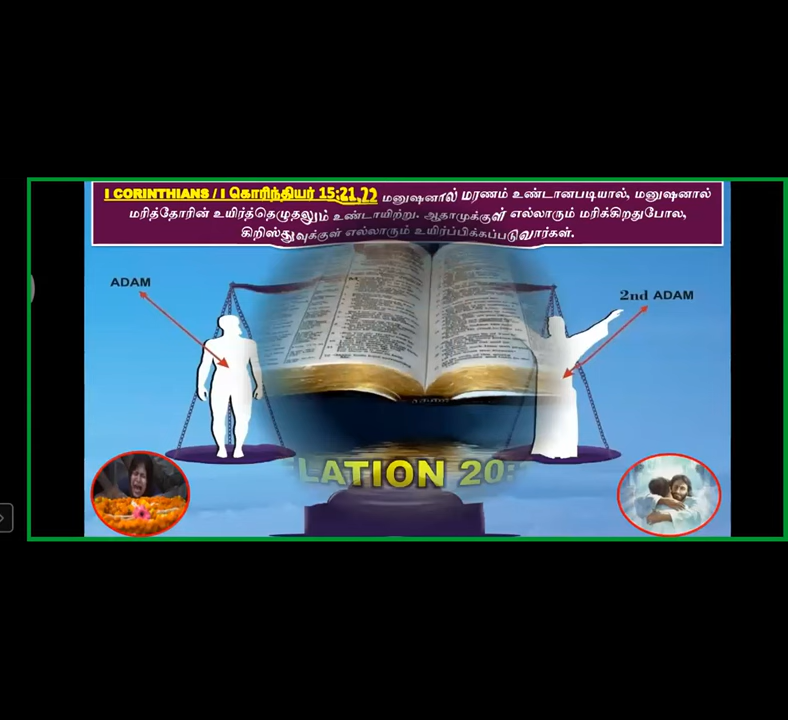 I CORINTHIANS / I கொரிந்தியர் 15:21,22 மனுஷனால் மரணம் உண்டானபடியால், மனுஷனால்
மரித்தோரின் உயிர்த்தெழுதலும் உண்டாயிற்று. ஆதாமுக்குள் எல்லாரும் மரிக்கிறதுபோல,
கிறிஸ்துவுக்குள் எல்லாரும் உயிர்ப்பிக்கப்படுவார்கள்.
ADAM
2nd ADAM
LATION 20: